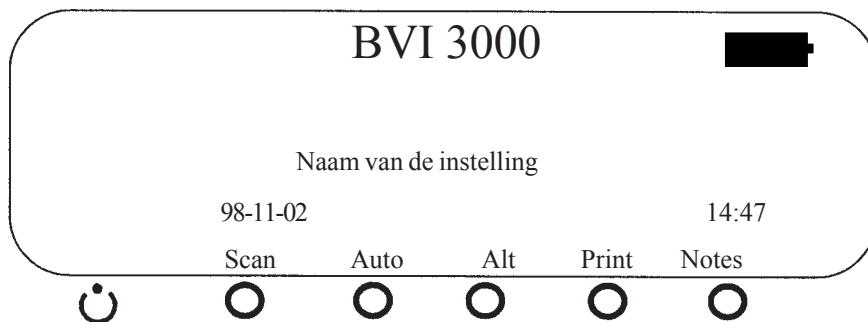 BVI 3000
Naam van de instelling
98-11-02 14:47
Scan Auto Alt Print Notes